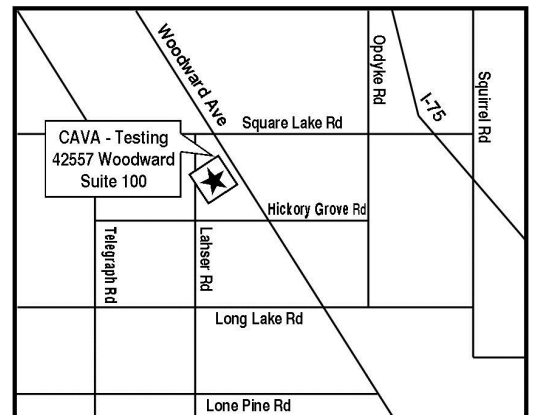 Woodward Ave
Opdyke Rd
I-75
Squirrel Rd
Square Lake Rd
CAVA - Testing
42557 Woodward
Suite 100
Hickory Grove Rd
Telegraph Rd
Lahser Rd
Long Lake Rd
Lone Pine Rd